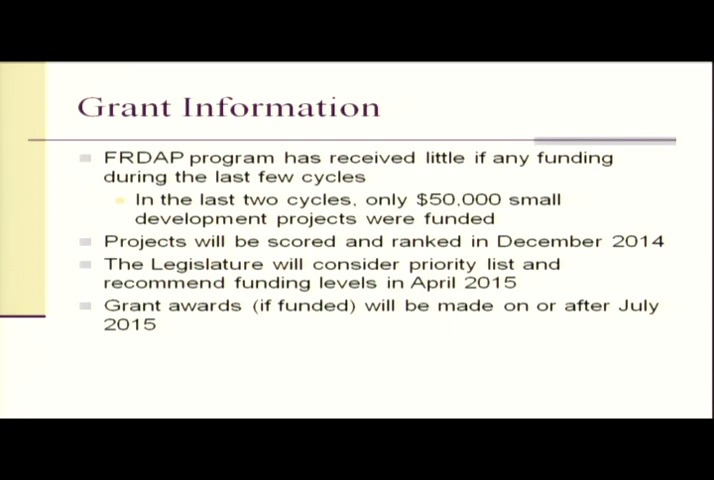 Grant Information
FRDAP program has received little if any funding
during the last few cycles
In the last two cycles, only $50,000 small
development projects were funded
Projects will be scored and ranked in December 2014
The Legislature will consider priority list and
recommend funding levels in April 2015
Grant awards (if funded) will be made on or after July
2015